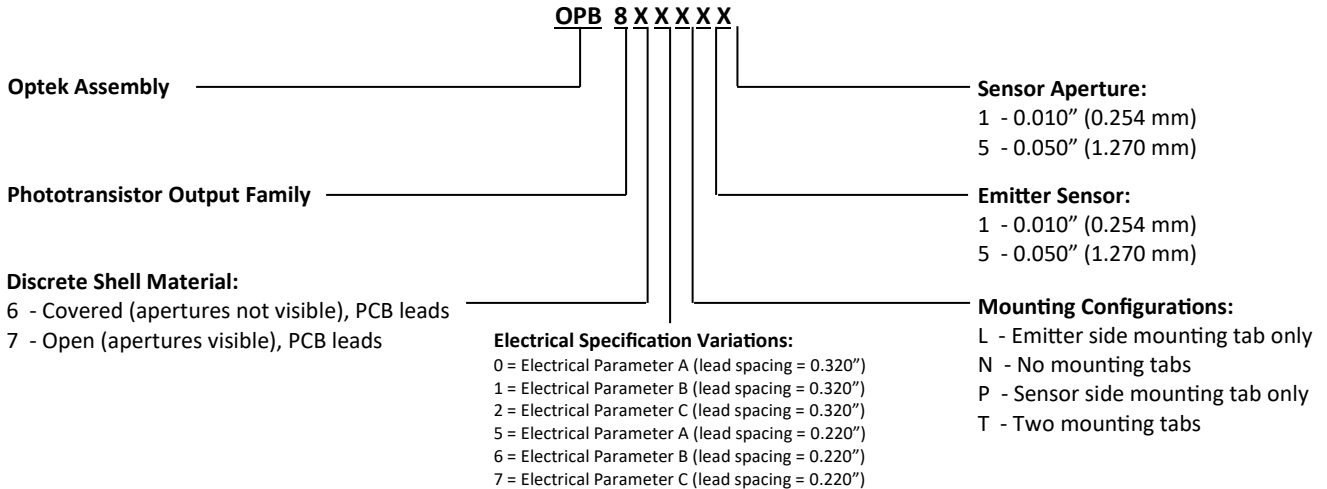 OPB 8 X X X X X
Optek Assembly
Phototransistor Output Family
Discrete Shell Material:
6 - Covered (apertures not visible), PCB leads
7 - Open (apertures visible), PCB leads
Electrical Specification Variations:
0 = Electrical Parameter A (lead spacing = 0.320”)
1 = Electrical Parameter B (lead spacing = 0.320”)
2 = Electrical Parameter C (lead spacing = 0.320”)
5 = Electrical Parameter A (lead spacing = 0.220”)
6 = Electrical Parameter B (lead spacing = 0.220”)
7 = Electrical Parameter C (lead spacing = 0.220”)
Sensor Aperture:
1 - 0.010” (0.254 mm)
5 - 0.050” (1.270 mm)
Emitter Sensor:
1 - 0.010” (0.254 mm)
5 - 0.050” (1.270 mm)
Mounting Configurations:
L - Emitter side mounting tab only
N - No mounting tabs
P - Sensor side mounting tab only
T - Two mounting tabs